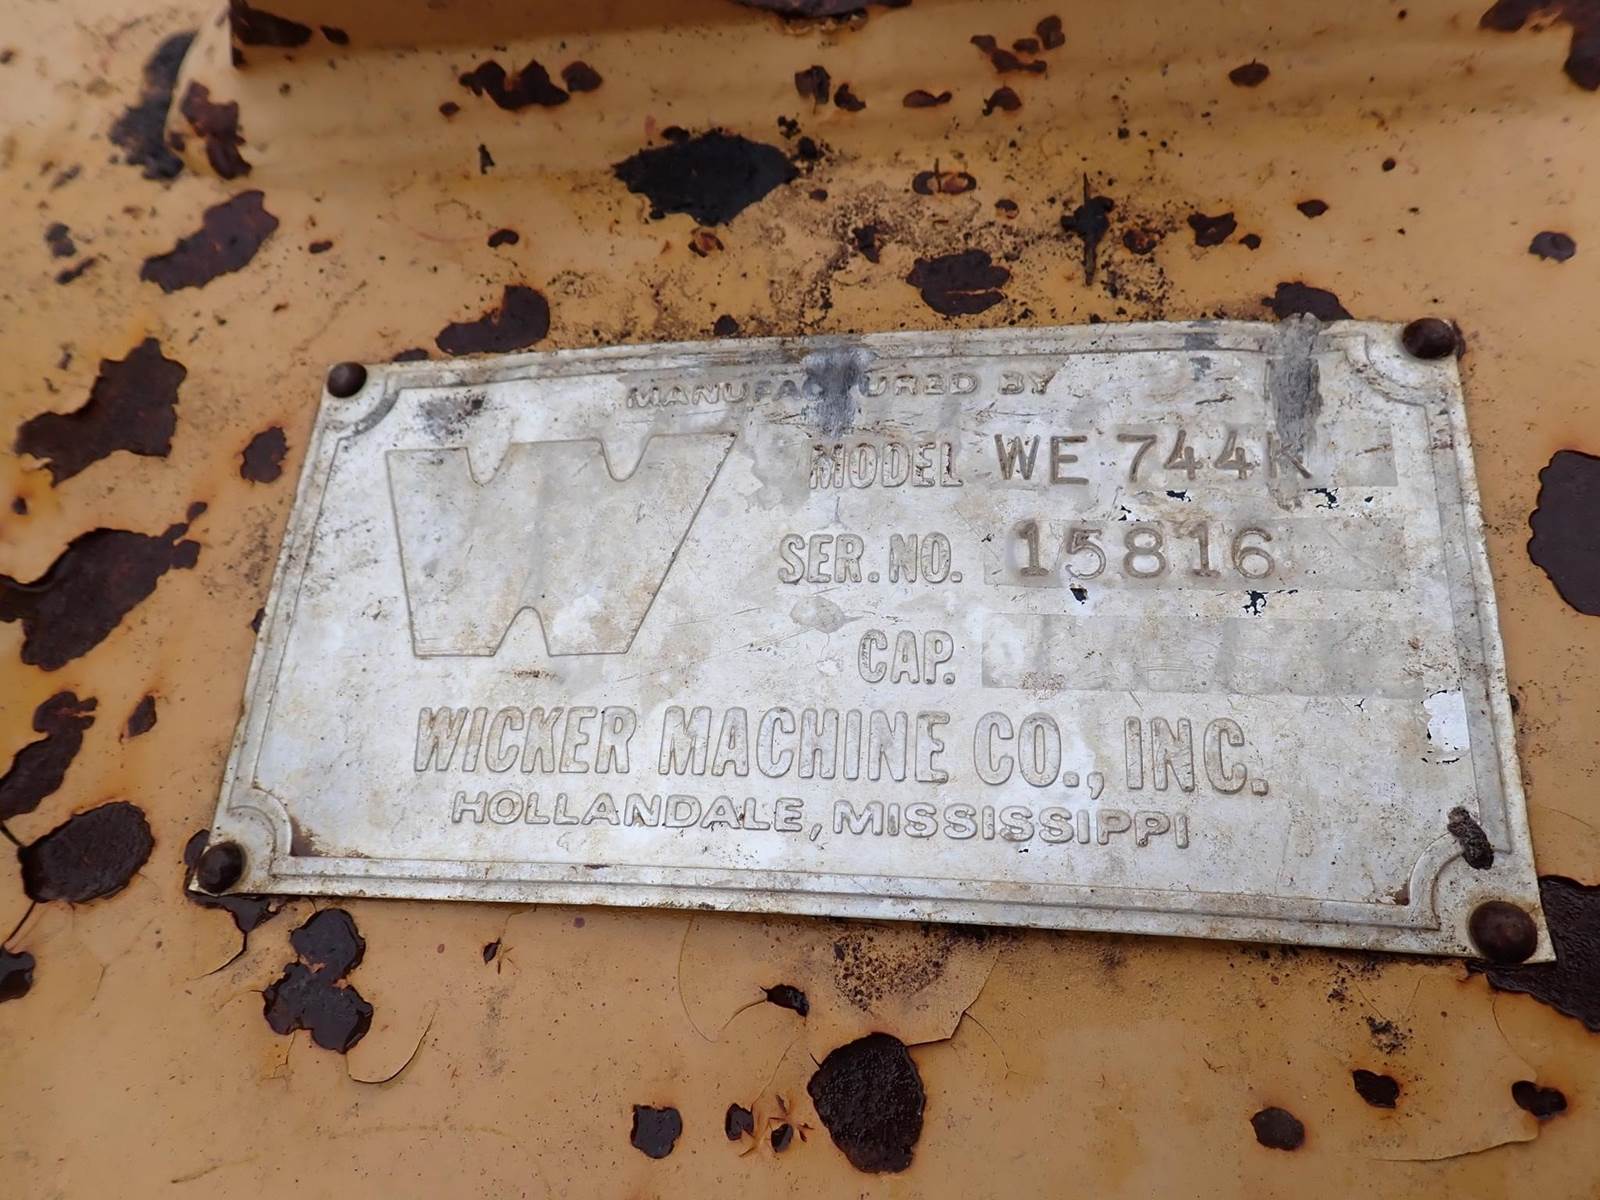 MANUFACTURED BY
W
MODEL WE 744K
SER. NO. 15816
CAP.
WICKER MACHINE CO., INC.
HOLLANDALE, MISSISSIPPI